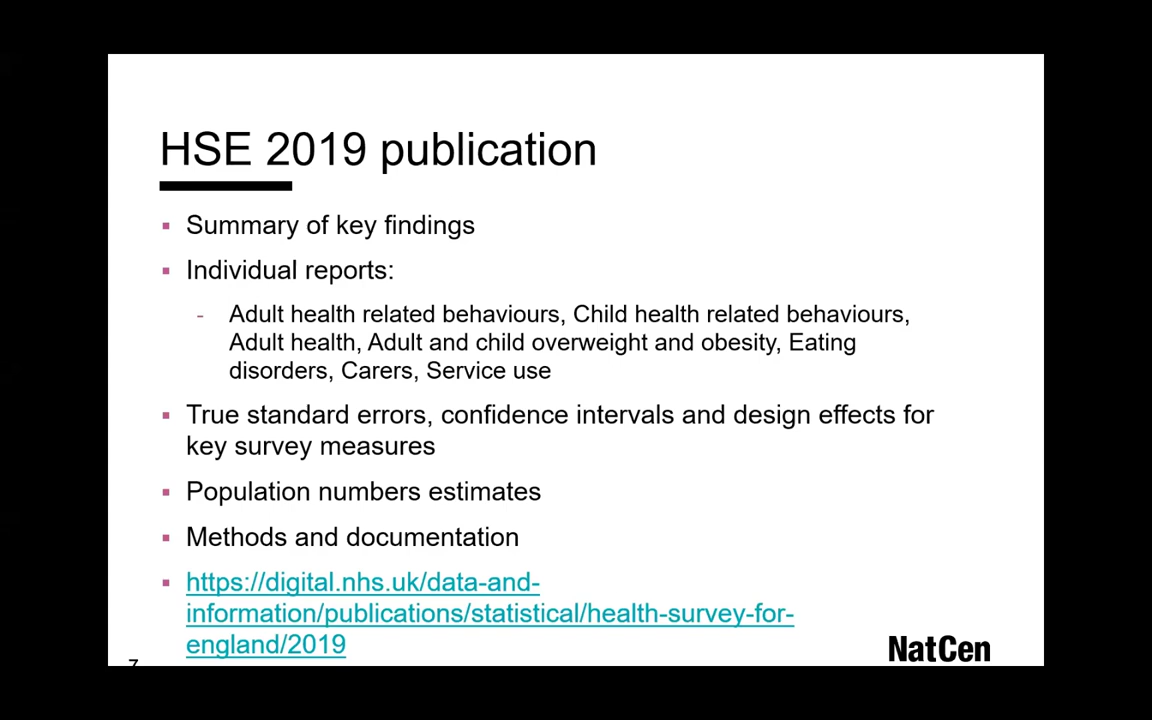 HSE 2019 publication
Summary of key findings
Individual reports:
- Adult health related behaviours, Child health related behaviours,
Adult health, Adult and child overweight and obesity, Eating
disorders, Carers, Service use
True standard errors, confidence intervals and design effects for
key survey measures
Population numbers estimates
Methods and documentation
https://digital.nhs.uk/data-and-
information/publications/statistical/health-survey-for-
england/2019
NatCen
7